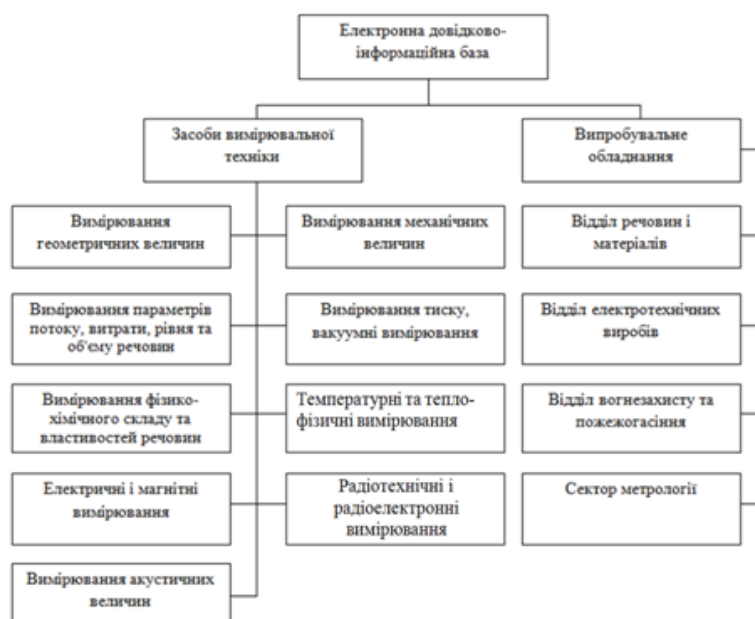 Електронна довідково-
інформаційна база
Засоби вимірювальної
техніки
Випробувальне
обладнання
Вимірювання
геометричних величин
Вимірювання механічних
величин
Відділ речовин і
матеріалів
Вимірювання параметрів
потоку, витрати, рівня та
об'єму речовин
Вимірювання тиску,
вакуумні вимірювання
Відділ електротехнічних
виробів
Вимірювання фізико-
хімічного складу та
властивостей речовин
Температурні та тепло-
фізичні вимірювання
Відділ вогнезахисту та
пожежогасіння
Електричні і магнітні
вимірювання
Радіотехнічні і
радіоелектронні
вимірювання
Сектор метрології
Вимірювання акустичних
величин